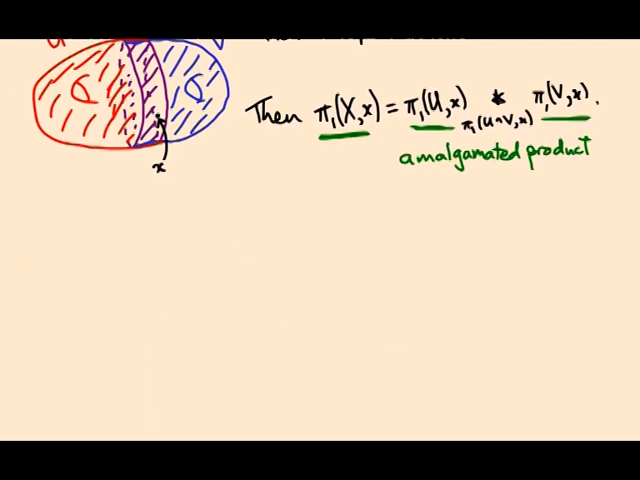 Then π₁(X,x) = π₁(U,x) * π₁(V,x).
π₁(U∩V,x)
amalgamated product
x